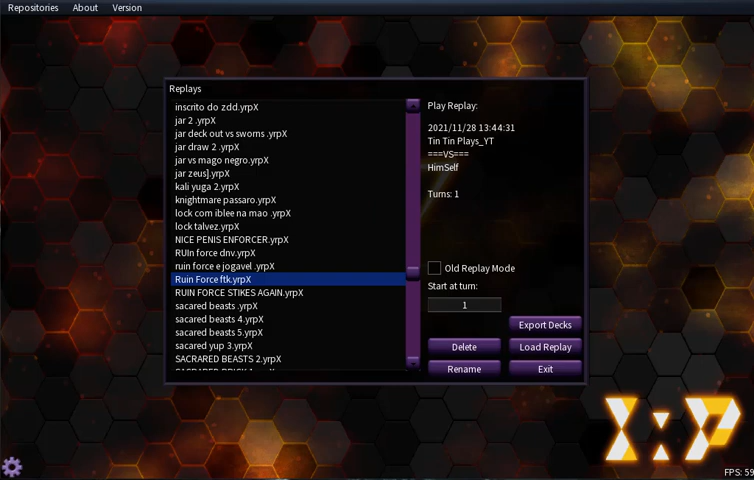 Repositories About Version
Replays
inscrito do zdd.yrpX
jar 2 .yrpX
jar deck out vs sworns .yrpX
jar draw 2 .yrpX
jar vs mago negro.yrpX
jar zeus].yrpX
kali yuga 2.yrpX
knightmare passaro.yrpX
lock com iblee na mao .yrpX
lock talvez.yrpX
NICE PENIS ENFORCER.yrpX
RUIn force dnv.yrpX
ruin force e jogavel .yrpX
Ruin Force ftk.yrpX
RUIN FORCE STIKES AGAIN.yrpX
sacared beasts .yrpX
sacared beasts 4.yrpX
sacared beasts 5.yrpX
sacared yup 3.yrpX
SACRARED BEASTS 2.yrpX
Play Replay:
2021/11/28 13:44:31
Tin Tin Plays_YT
===VS===
HimSelf
Turns: 1
Old Replay Mode
Start at turn:
1
Export Decks
Delete Load Replay
Rename Exit
FPS: 59